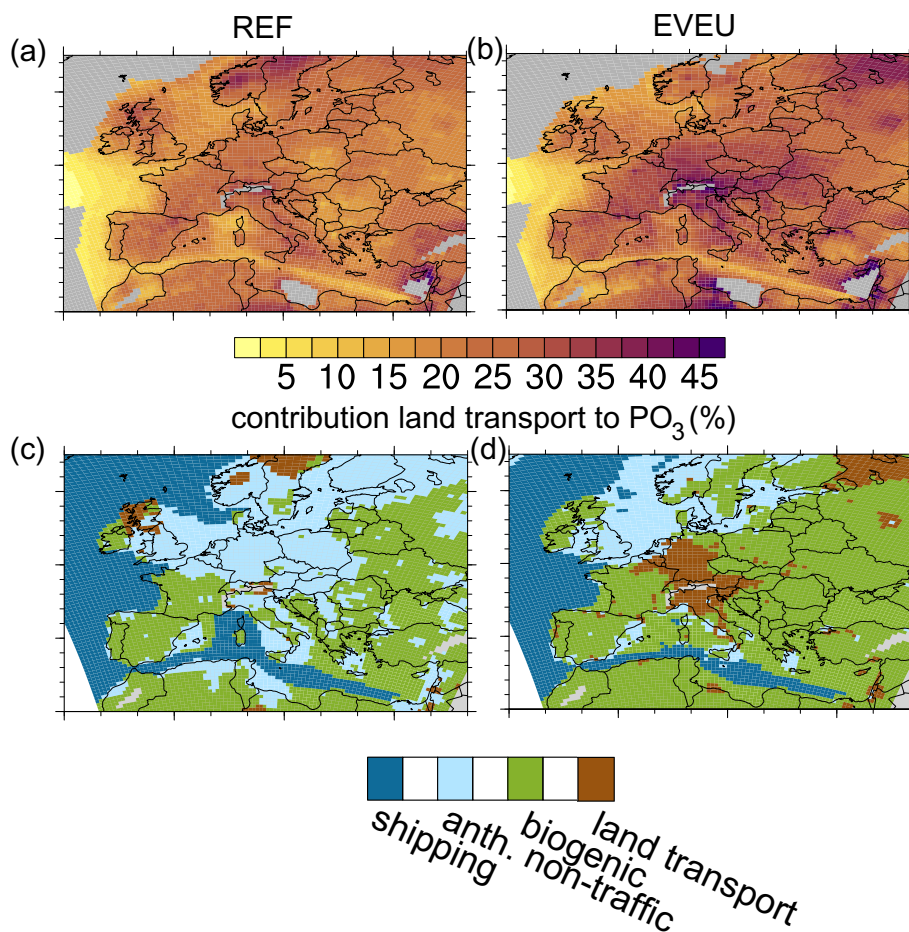 REF EVEU
(a) (b)
5 10 15 20 25 30 35 40 45
contribution land transport to PO₃ (%)
(c) (d)
shipping
anth. non-traffic
biogenic
land transport